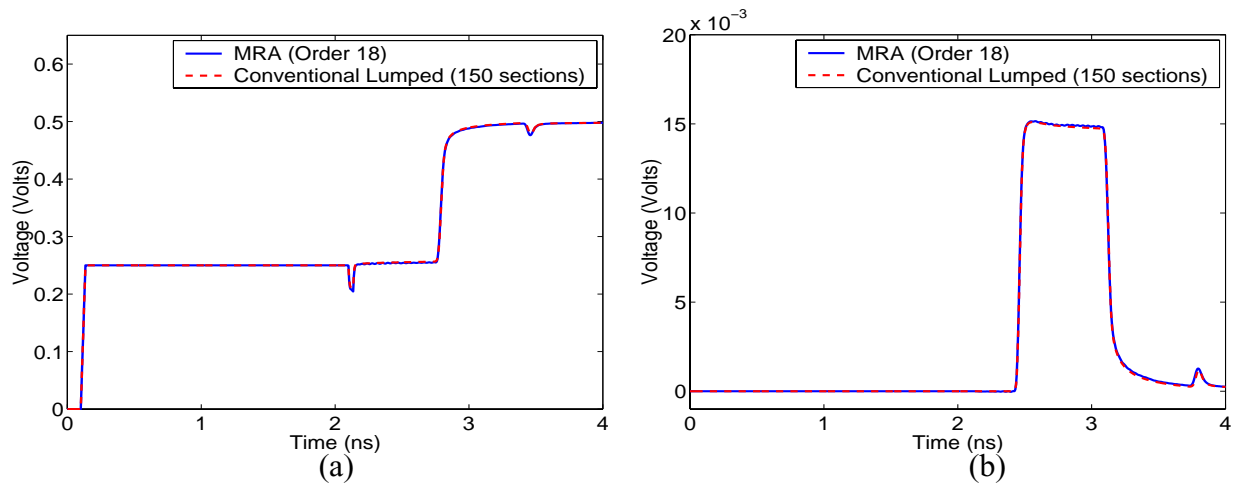 MRA (Order 18)
Conventional Lumped (150 sections)
0.6
0.5
0.4
0.3
0.2
0.1
0
Voltage (Volts)
0 1 2 3 4
Time (ns)
(a)
x 10⁻³
MRA (Order 18)
Conventional Lumped (150 sections)
20
15
10
5
0
Voltage (Volts)
0 1 2 3 4
Time (ns)
(b)